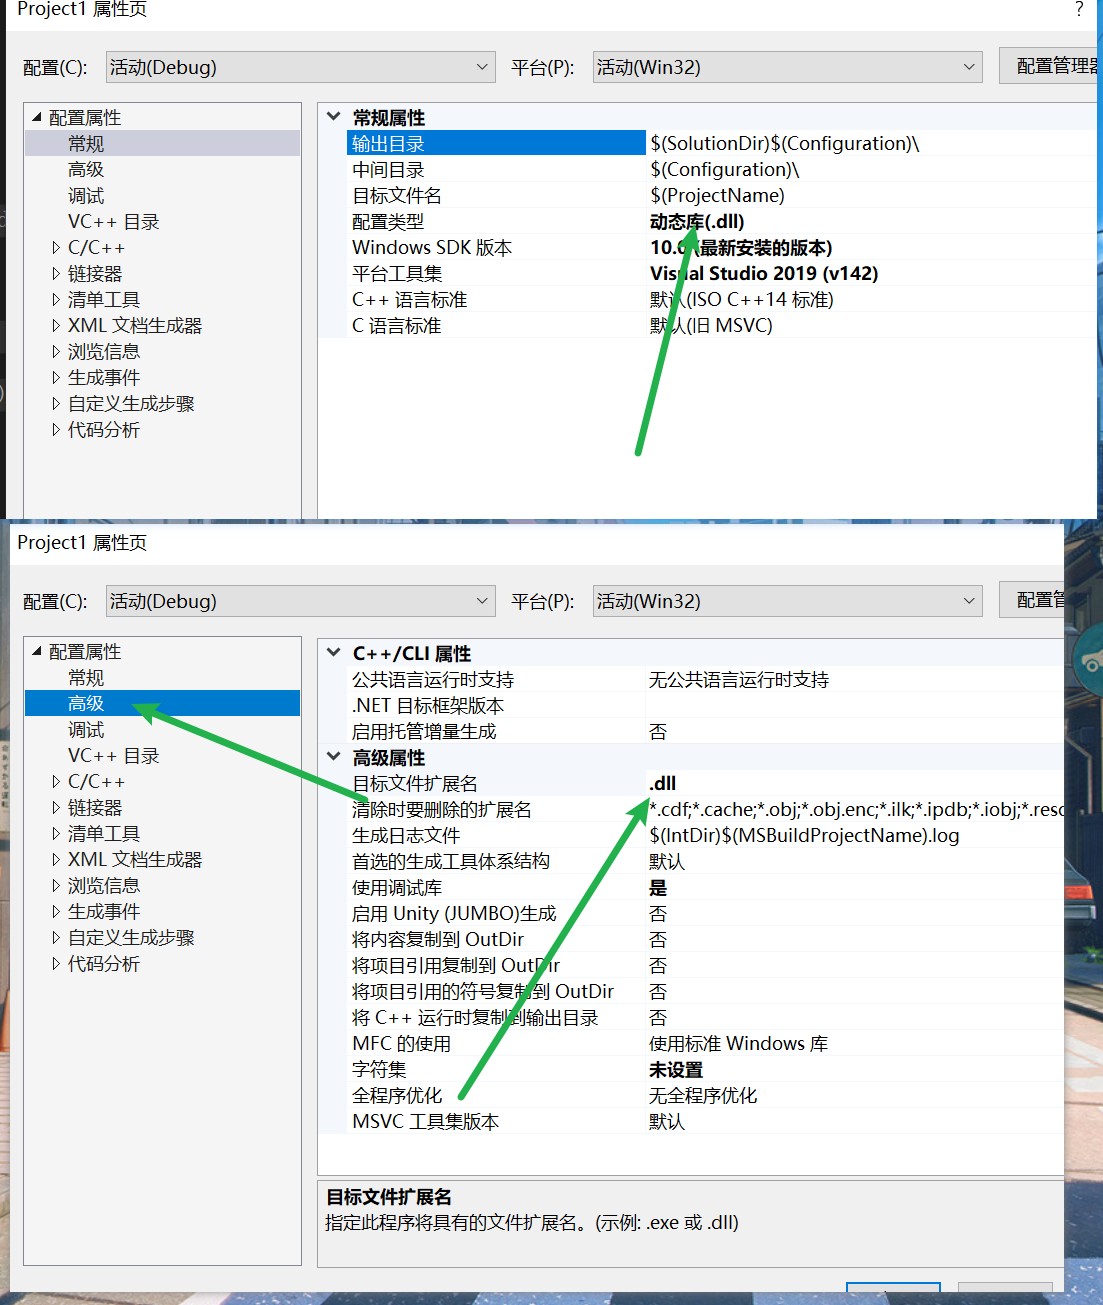 Project1 属性页
?
配置(C):
活动(Debug)
平台(P):
活动(Win32)
配置管理器
配置属性
常规
高级
调试
VC++ 目录
C/C++
链接器
清单工具
XML 文档生成器
浏览信息
生成事件
自定义生成步骤
代码分析
常规属性
输出目录 $(SolutionDir)$(Configuration)\
中间目录 $(Configuration)\
目标文件名 $(ProjectName)
配置类型 动态库(.dll)
Windows SDK 版本 10.0 (最新安装的版本)
平台工具集 Visual Studio 2019 (v142)
C++ 语言标准 默认(ISO C++14 标准)
C 语言标准 默认(旧 MSVC)
Project1 属性页
配置(C):
活动(Debug)
平台(P):
活动(Win32)
配置管
配置属性
常规
高级
调试
VC++ 目录
C/C++
链接器
清单工具
XML 文档生成器
浏览信息
生成事件
自定义生成步骤
代码分析
C++/CLI 属性
公共语言运行时支持 无公共语言运行时支持
.NET 目标框架版本
启用托管增量生成 否
高级属性
目标文件扩展名 .dll
清除时要删除的扩展名 *.cdf;*.cache;*.obj;*.obj.enc;*.ilk;*.ipdb;*.iobj;*.resc
生成日志文件 $(IntDir)$(MSBuildProjectName).log
首选的生成工具体系结构 默认
使用调试库 是
启用 Unity (JUMBO)生成 否
将内容复制到 OutDir 否
将项目引用复制到 OutDir 否
将项目引用的符号复制到 OutDir 否
将 C++ 运行时复制到输出目录 否
MFC 的使用 使用标准 Windows 库
字符集 未设置
全程序优化 无全程序优化
MSVC 工具集版本 默认
目标文件扩展名
指定此程序将具有的文件扩展名。(示例: .exe 或 .dll)